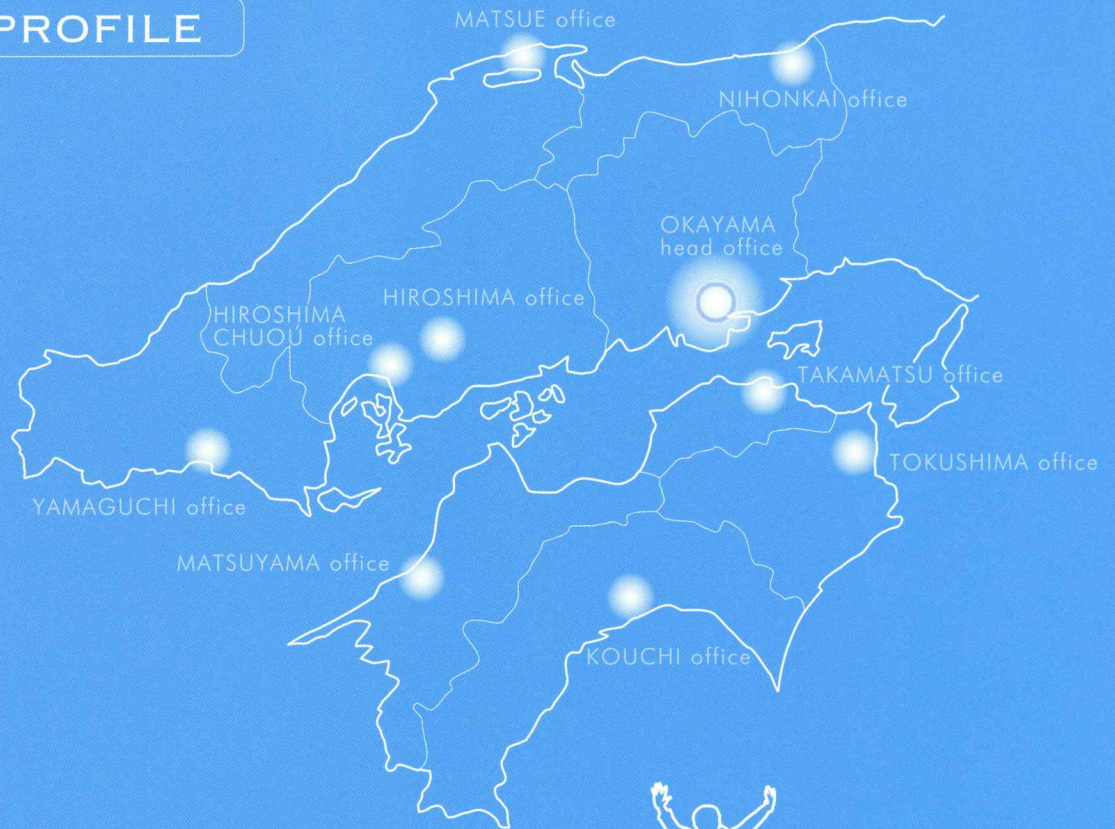 PROFILE
MATSUE office
NIHONKAI office
OKAYAMA
head office
HIROSHIMA office
HIROSHIMA
CHUOU office
TAKAMATSU office
TOKUSHIMA office
YAMAGUCHI office
MATSUYAMA office
KOUCHI office